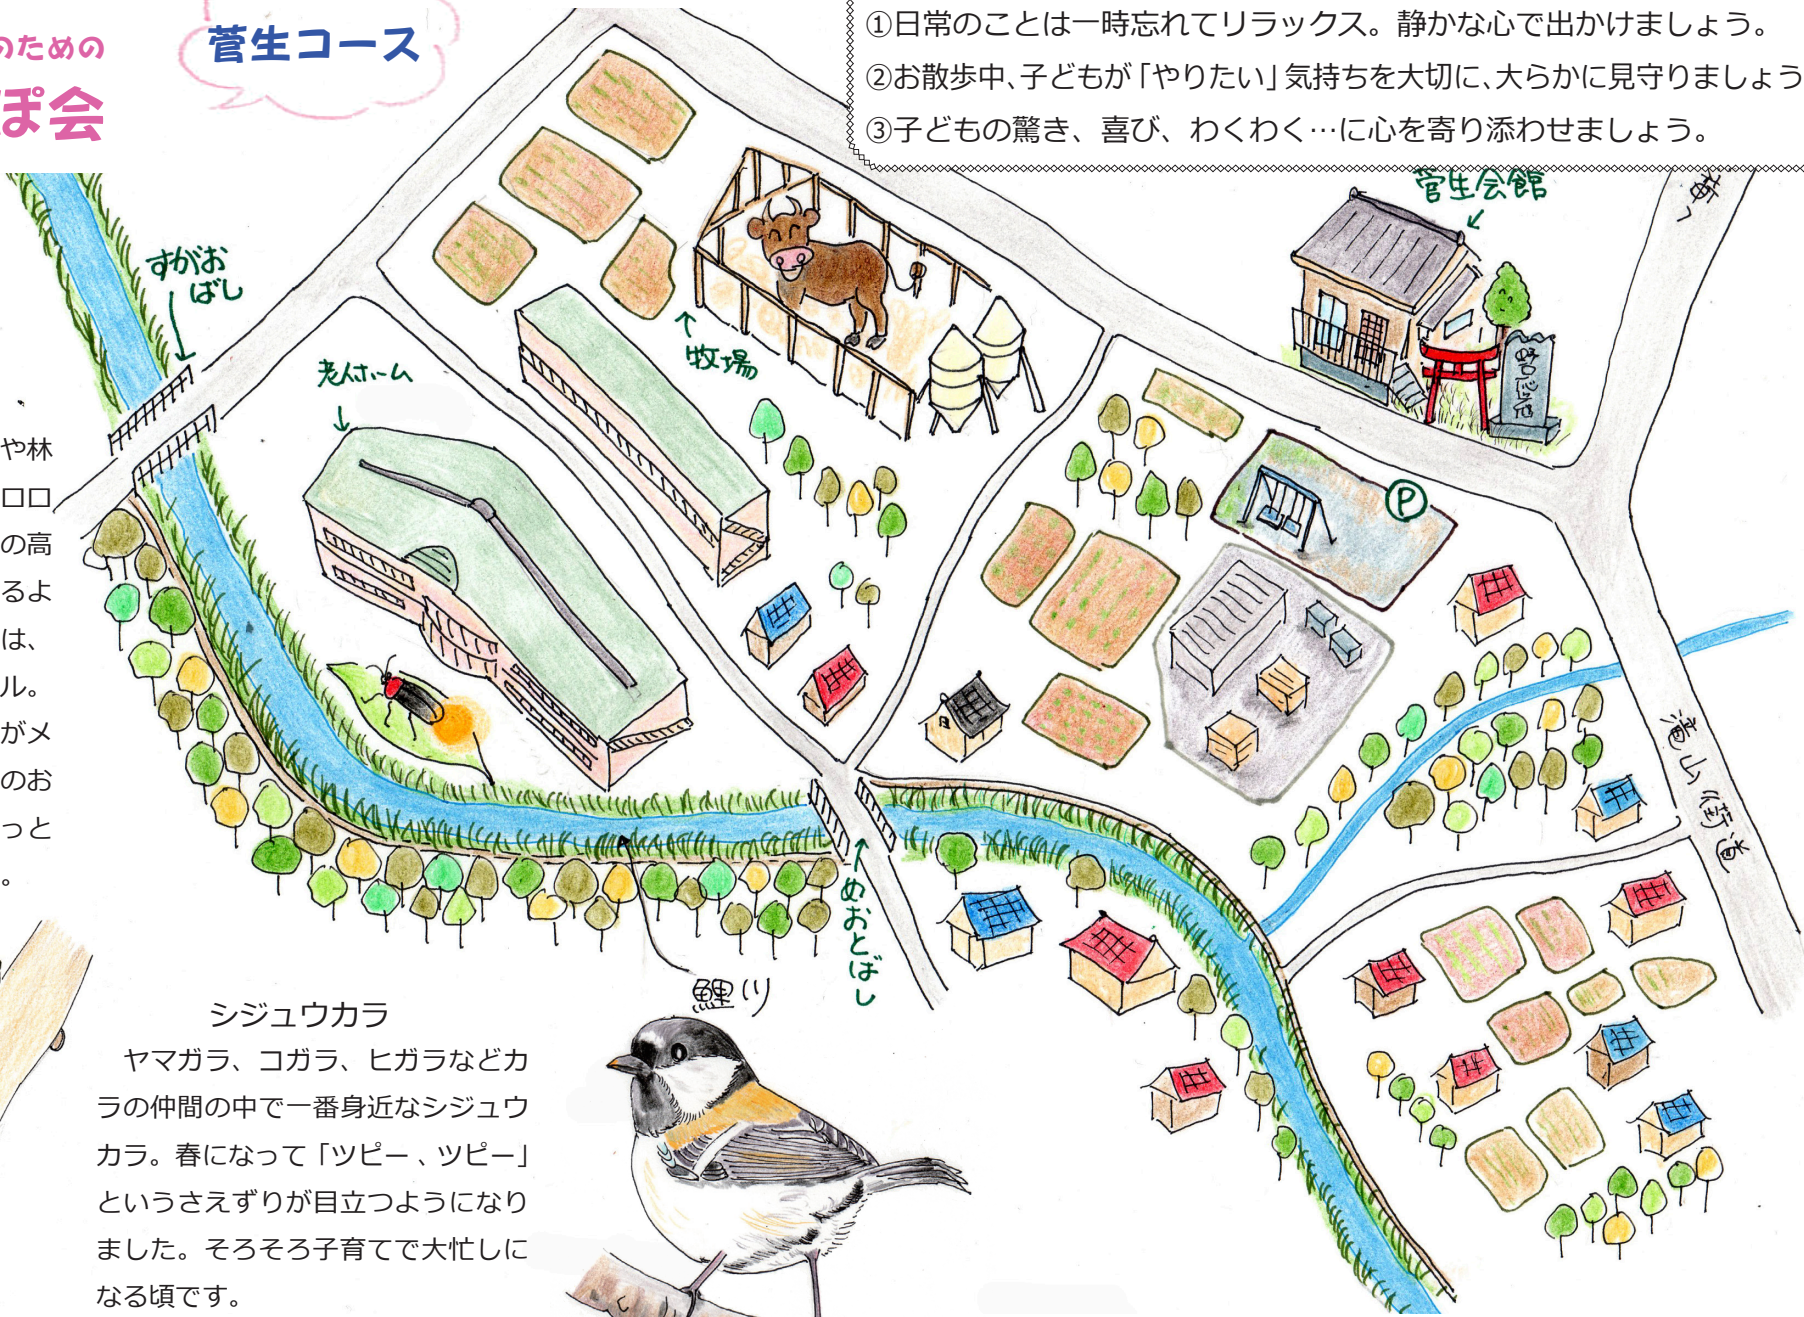 のための
ぽ会
菅生コース
①日常のことは一時忘れてリラックス。静かな心で出かけましょう。
②お散歩中、子どもが「やりたい」気持ちを大切に、大らかに見守りましょう
③子どもの驚き、喜び、わくわく…に心を寄り添わせましょう。
菅生会館
すがお
ばし
老人ホーム
牧場
P
滝山街道
めおとばし
鯉川
や林
ロロ
の高
るよ
は、
ル。
がメ
のお
っと
。
シジュウカラ
ヤマガラ、コガラ、ヒガラなどカ
ラの仲間の中で一番身近なシジュウ
カラ。春になって「ツピー、ツピー」
というさえずりが目立つようになり
ました。そろそろ子育てで大忙しに
なる頃です。